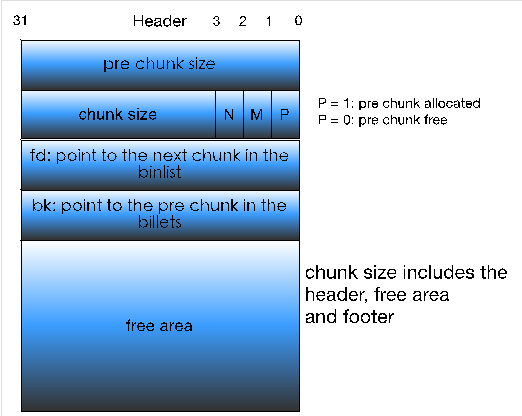 31 Header 3 2 1 0
pre chunk size
chunk size N M P
P = 1: pre chunk allocated
P = 0: pre chunk free
fd: point to the next chunk in the
binlist
bk: point to the pre chunk in the
billets
free area
chunk size includes the
header, free area
and footer